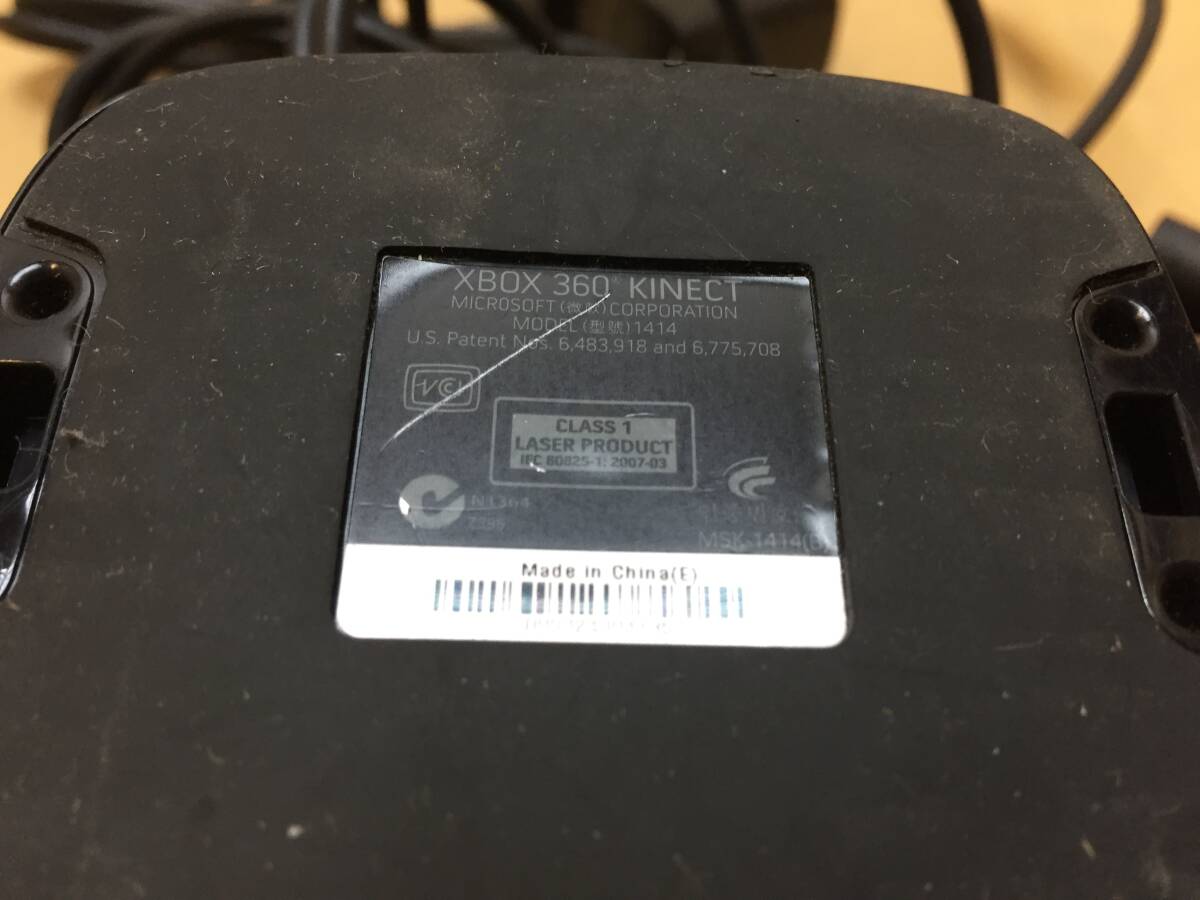 XBOX 360 KINECT
MICROSOFT (微軟) CORPORATION
MODEL (型號) 1414
U.S. Patent Nos. 6,483,918 and 6,775,708
VCI
CLASS 1
LASER PRODUCT
IEC 60825-1: 2007-03
N1364
MSK-1414(B)
Made in China(E)